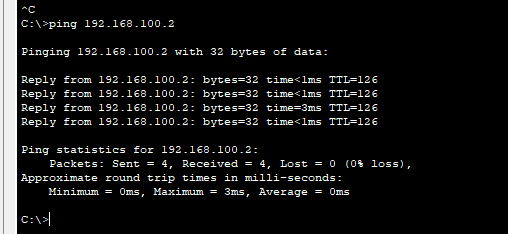 ^C
C:\>ping 192.168.100.2
Pinging 192.168.100.2 with 32 bytes of data:
Reply from 192.168.100.2: bytes=32 time<1ms TTL=126
Reply from 192.168.100.2: bytes=32 time<1ms TTL=126
Reply from 192.168.100.2: bytes=32 time=3ms TTL=126
Reply from 192.168.100.2: bytes=32 time<1ms TTL=126
Ping statistics for 192.168.100.2:
Packets: Sent = 4, Received = 4, Lost = 0 (0% loss),
Approximate round trip times in milli-seconds:
Minimum = 0ms, Maximum = 3ms, Average = 0ms
C:\>